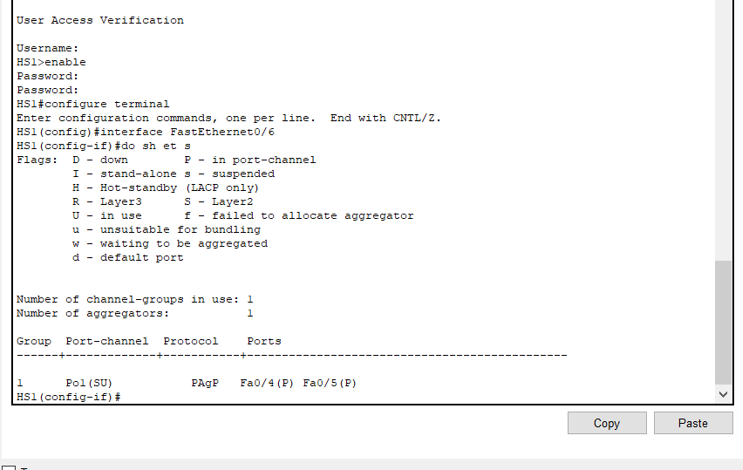 User Access Verification
Username:
HS1>enable
Password:
Password:
HS1#configure terminal
Enter configuration commands, one per line.  End with CNTL/Z.
HS1(config)#interface FastEthernet0/6
HS1(config-if)#do sh et s
Flags:  D - down        P - in port-channel
        I - stand-alone s - suspended
        H - Hot-standby (LACP only)
        R - Layer3      S - Layer2
        U - in use      f - failed to allocate aggregator
        u - unsuitable for bundling
        w - waiting to be aggregated
        d - default port
Number of channel-groups in use: 1
Number of aggregators:           1
Group  Port-channel  Protocol    Ports
------+-------------+-----------+----------------------------------------------
1      Po1(SU)           PAgP   Fa0/4(P) Fa0/5(P)
HS1(config-if)#
Copy Paste